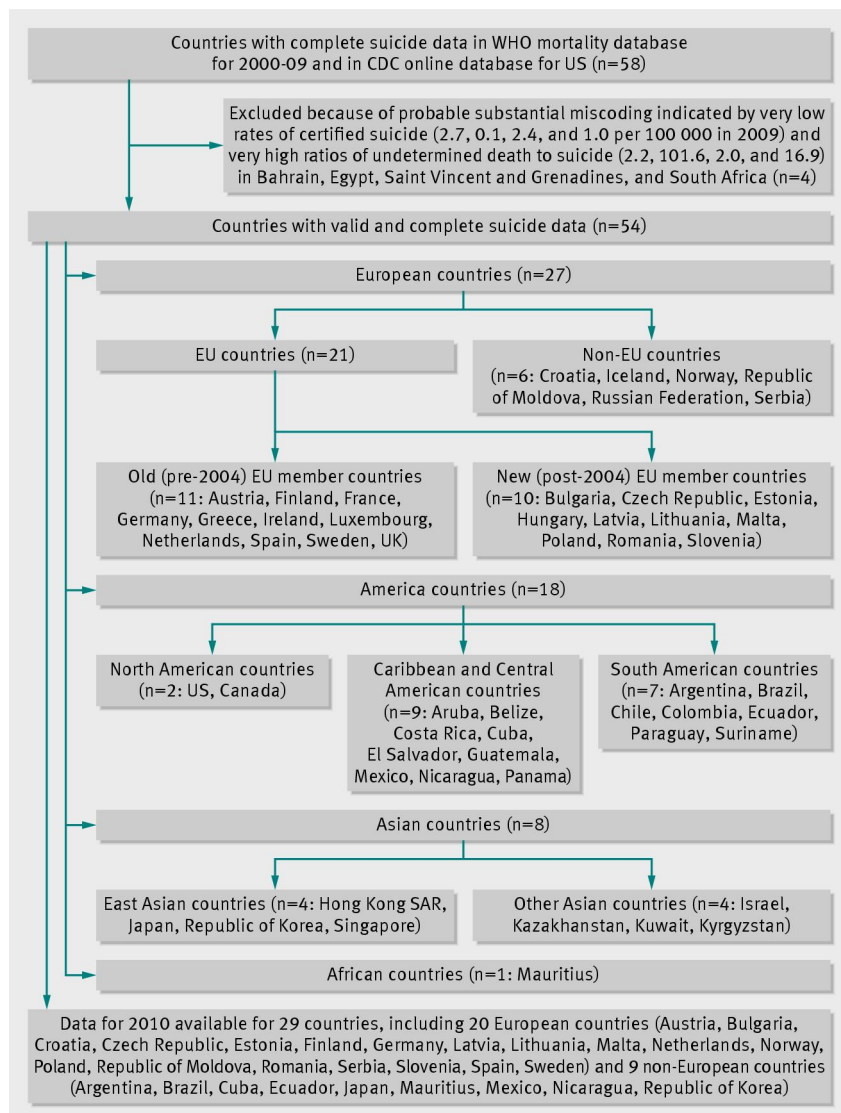 Countries with complete suicide data in WHO mortality database
for 2000-09 and in CDC online database for US (n=58)
Excluded because of probable substantial miscoding indicated by very low
rates of certified suicide (2.7, 0.1, 2.4, and 1.0 per 100 000 in 2009) and
very high ratios of undetermined death to suicide (2.2, 101.6, 2.0, and 16.9)
in Bahrain, Egypt, Saint Vincent and Grenadines, and South Africa (n=4)
Countries with valid and complete suicide data (n=54)
European countries (n=27)
EU countries (n=21)
Non-EU countries
(n=6: Croatia, Iceland, Norway, Republic
of Moldova, Russian Federation, Serbia)
Old (pre-2004) EU member countries
(n=11: Austria, Finland, France,
Germany, Greece, Ireland, Luxembourg,
Netherlands, Spain, Sweden, UK)
New (post-2004) EU member countries
(n=10: Bulgaria, Czech Republic, Estonia,
Hungary, Latvia, Lithuania, Malta,
Poland, Romania, Slovenia)
America countries (n=18)
North American countries
(n=2: US, Canada)
Caribbean and Central
American countries
(n=9: Aruba, Belize,
Costa Rica, Cuba,
El Salvador, Guatemala,
Mexico, Nicaragua, Panama)
South American countries
(n=7: Argentina, Brazil,
Chile, Colombia, Ecuador,
Paraguay, Suriname)
Asian countries (n=8)
East Asian countries (n=4: Hong Kong SAR,
Japan, Republic of Korea, Singapore)
Other Asian countries (n=4: Israel,
Kazakhanstan, Kuwait, Kyrgyzstan)
African countries (n=1: Mauritius)
Data for 2010 available for 29 countries, including 20 European countries (Austria, Bulgaria,
Croatia, Czech Republic, Estonia, Finland, Germany, Latvia, Lithuania, Malta, Netherlands, Norway,
Poland, Republic of Moldova, Romania, Serbia, Slovenia, Spain, Sweden) and 9 non-European countries
(Argentina, Brazil, Cuba, Ecuador, Japan, Mauritius, Mexico, Nicaragua, Republic of Korea)